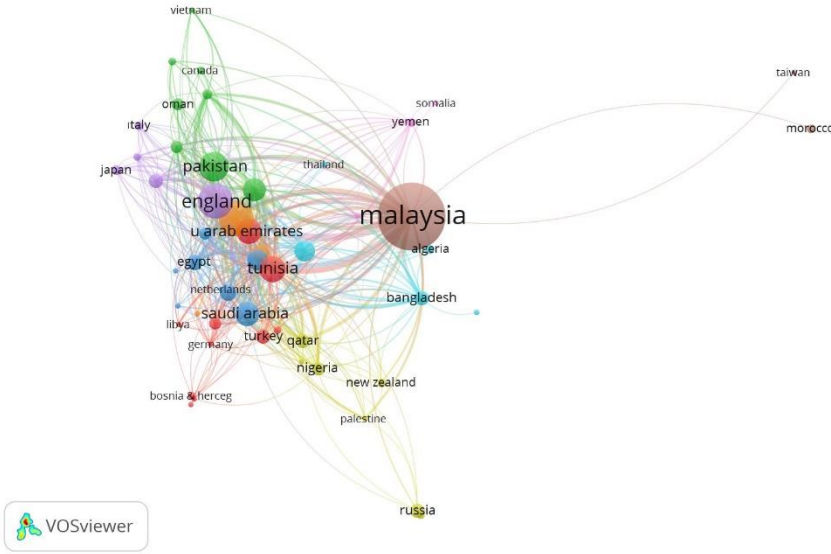 vietnam
canada
taiwan
oman
somalia
italy
yemen
morocco
pakistan
thailand
japan
england
malaysia
u arab emirates
algeria
egypt
tunisia
netherlands
bangladesh
saudi arabia
libya
turkey
qatar
germany
nigeria
new zealand
bosnia & herceg
palestine
russia
VOSviewer